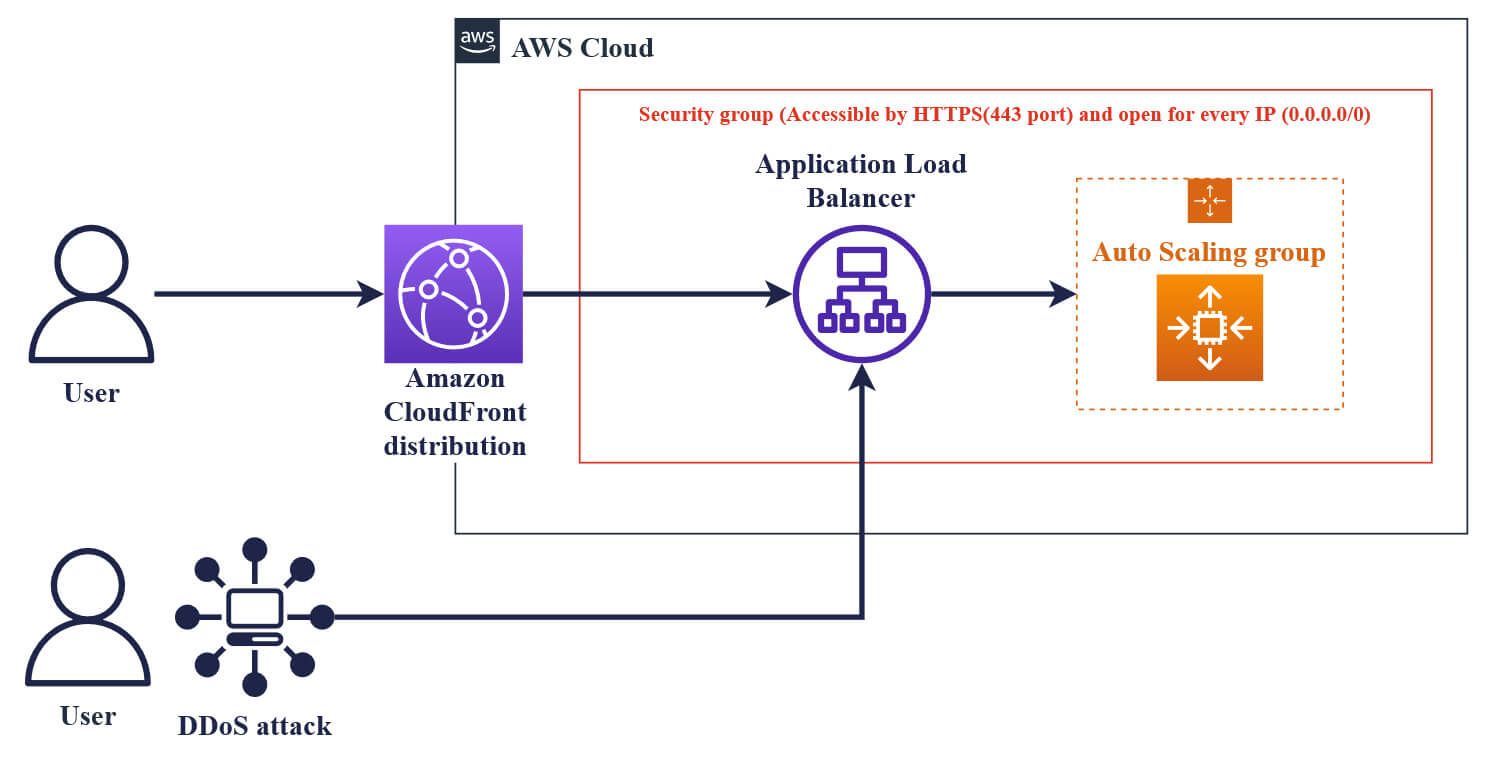 aws
AWS Cloud
Security group (Accessible by HTTPS(443 port) and open for every IP (0.0.0.0/0)
Application Load
Balancer
Auto Scaling group
User
Amazon
CloudFront
distribution
User
DDoS attack